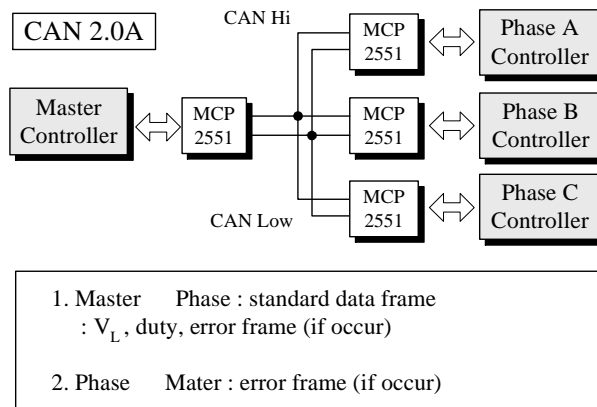 CAN 2.0A
CAN Hi
MCP
2551
Phase A
Controller
Master
Controller
MCP
2551
MCP
2551
Phase B
Controller
MCP
2551
Phase C
Controller
CAN Low
1. Master Phase : standard data frame
: V_L, duty, error frame (if occur)
2. Phase Mater : error frame (if occur)